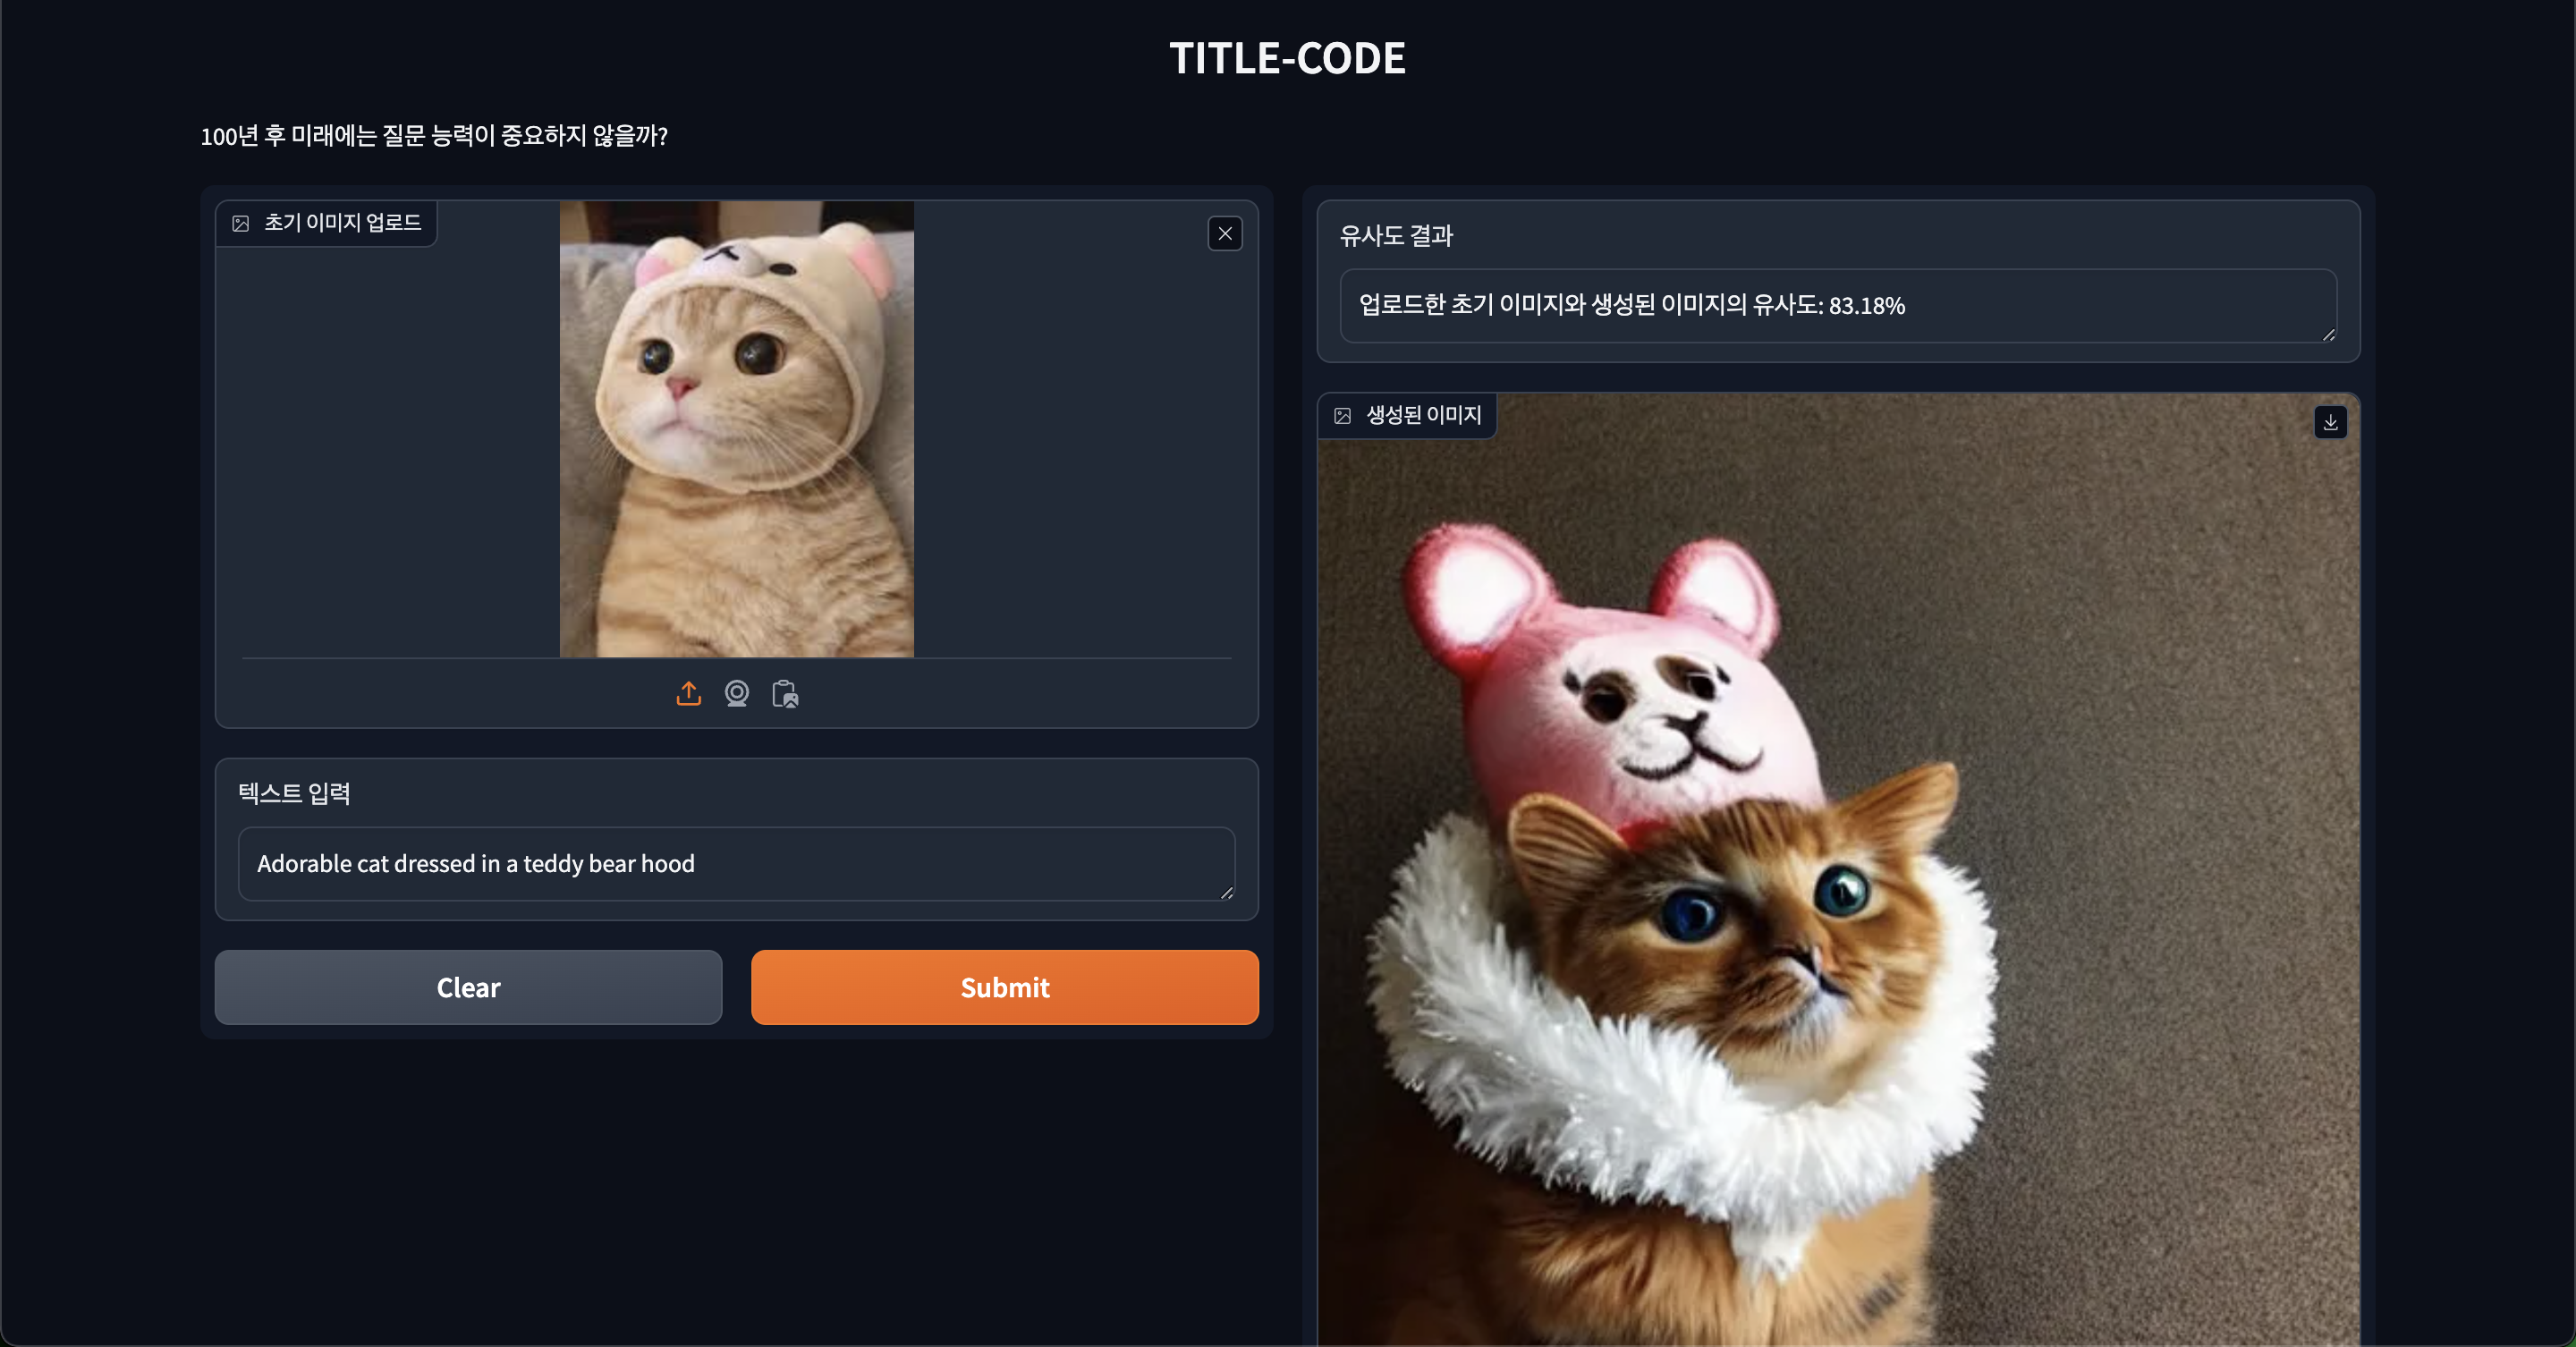 TITLE-CODE
100년 후 미래에는 질문 능력이 중요하지 않을까?
초기 이미지 업로드
텍스트 입력
Adorable cat dressed in a teddy bear hood
Clear
Submit
유사도 결과
업로드한 초기 이미지와 생성된 이미지의 유사도: 83.18%
생성된 이미지